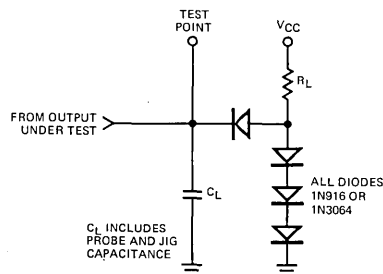 TEST
POINT
VCC
RL
FROM OUTPUT
UNDER TEST
CL
ALL DIODES
1N916 OR
1N3064
CL INCLUDES
PROBE AND JIG
CAPACITANCE